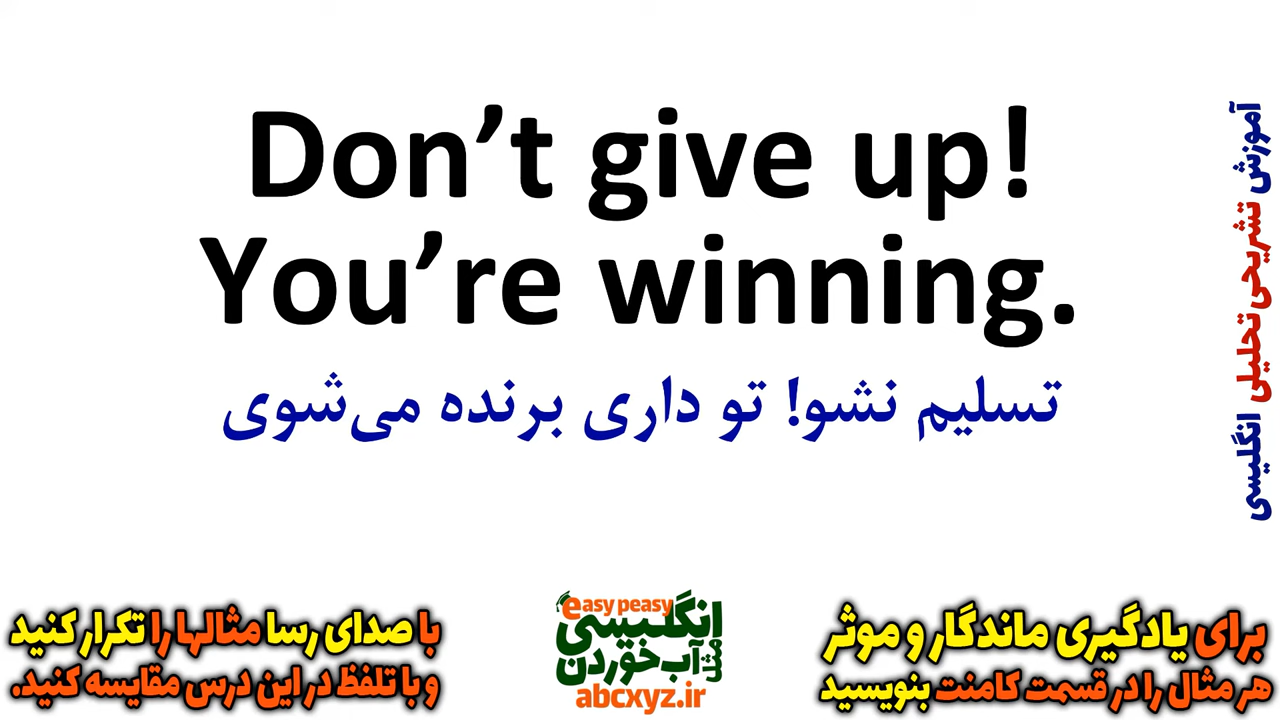 Don’t give up!
You’re winning.
تسلیم نشو! تو داری برنده می‌شوی
آموزش تشریحی تحلیلی انگلیسی
برای یادگیری ماندگار و موثر
هر مثال را در قسمت کامنت بنویسید
easy peasy
انگلیسی
مثل آب خوردن
abcxyz.ir
با صدای رسا مثالها را تکرار کنید
و با تلفظ در این درس مقایسه کنید.